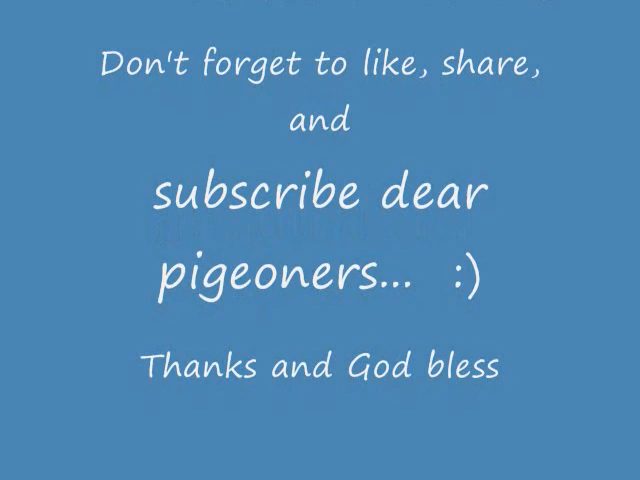 Don't forget to like, share,
and
subscribe dear
pigeoners... :)
Thanks and God bless